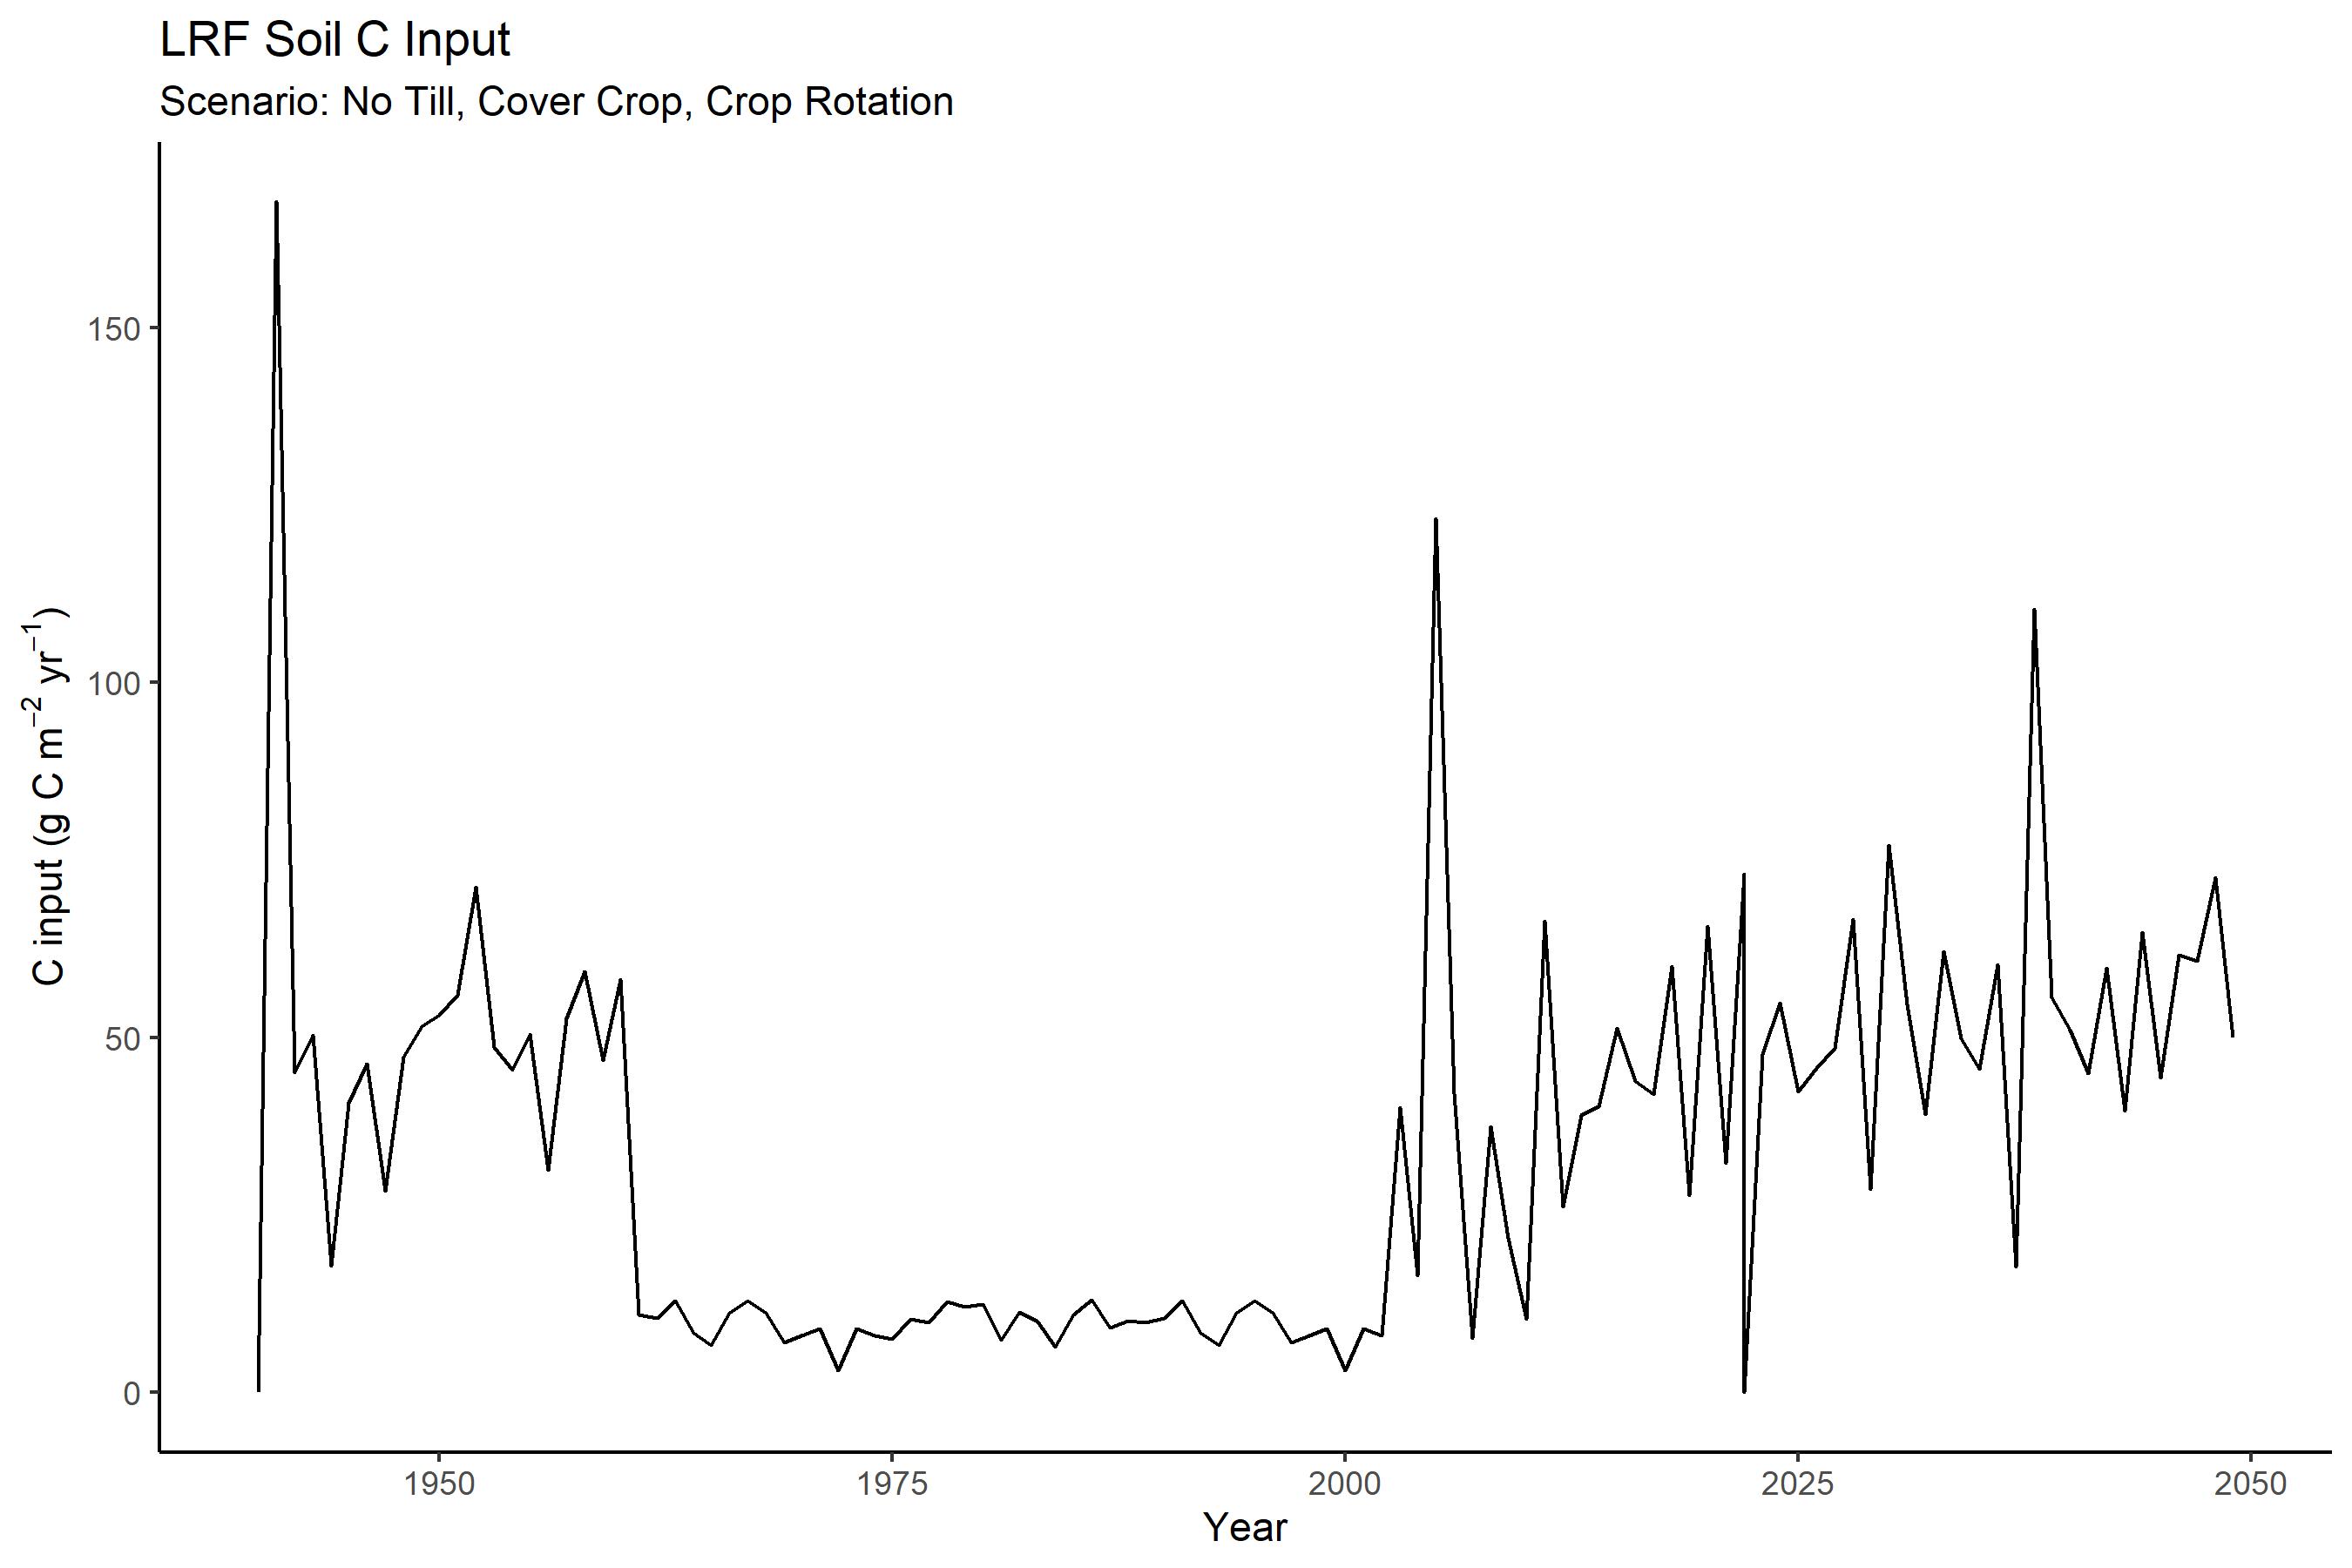 LRF Soil C Input
Scenario: No Till, Cover Crop, Crop Rotation
C input (g C m⁻² yr⁻¹)
150
100
50
0
1950 1975 2000 2025 2050
Year